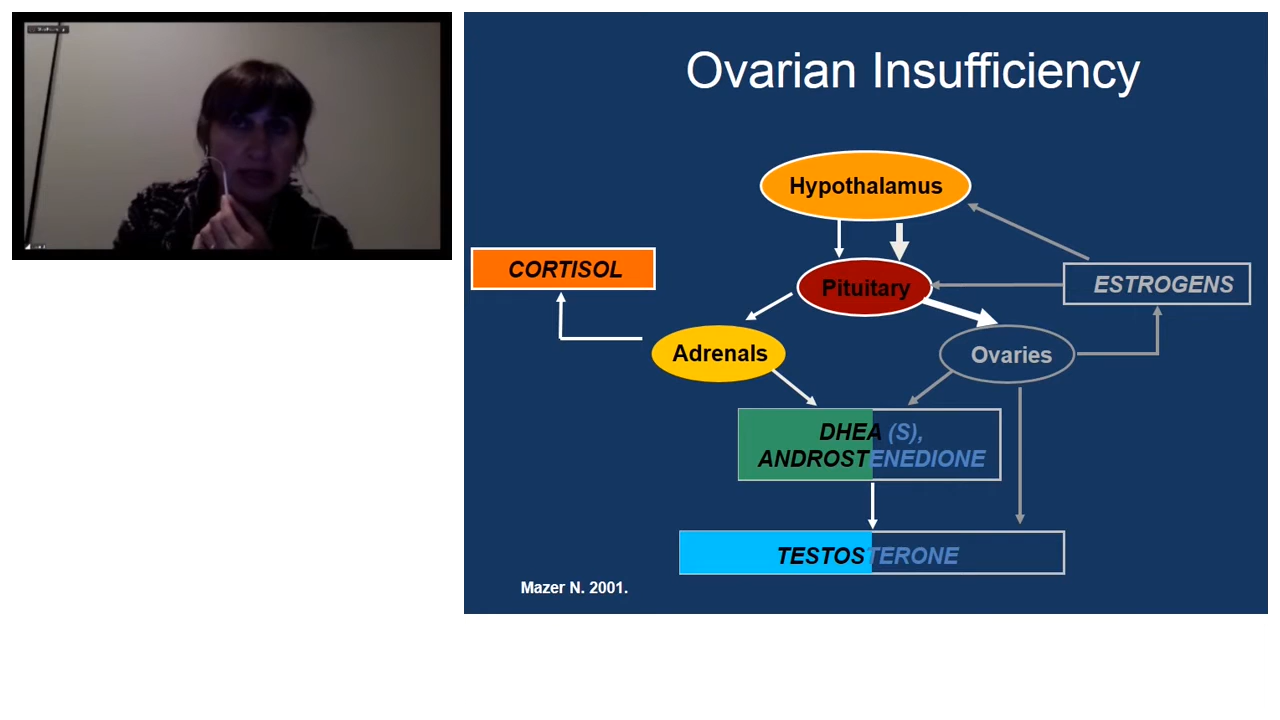 Ovarian Insufficiency
Hypothalamus
CORTISOL
Pituitary
ESTROGENS
Adrenals
Ovaries
DHEA (S),
ANDROSTENEDIONE
TESTOSTERONE
Mazer N. 2001.